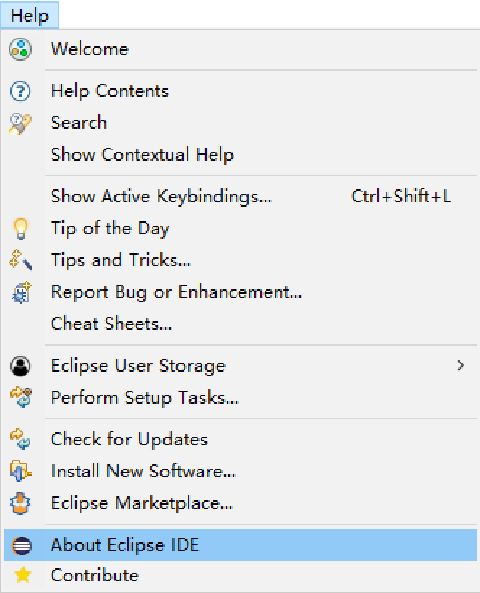 Help
Welcome
Help Contents
Search
Show Contextual Help
Show Active Keybindings... Ctrl+Shift+L
Tip of the Day
Tips and Tricks...
Report Bug or Enhancement...
Cheat Sheets...
Eclipse User Storage
Perform Setup Tasks...
Check for Updates
Install New Software...
Eclipse Marketplace...
About Eclipse IDE
Contribute